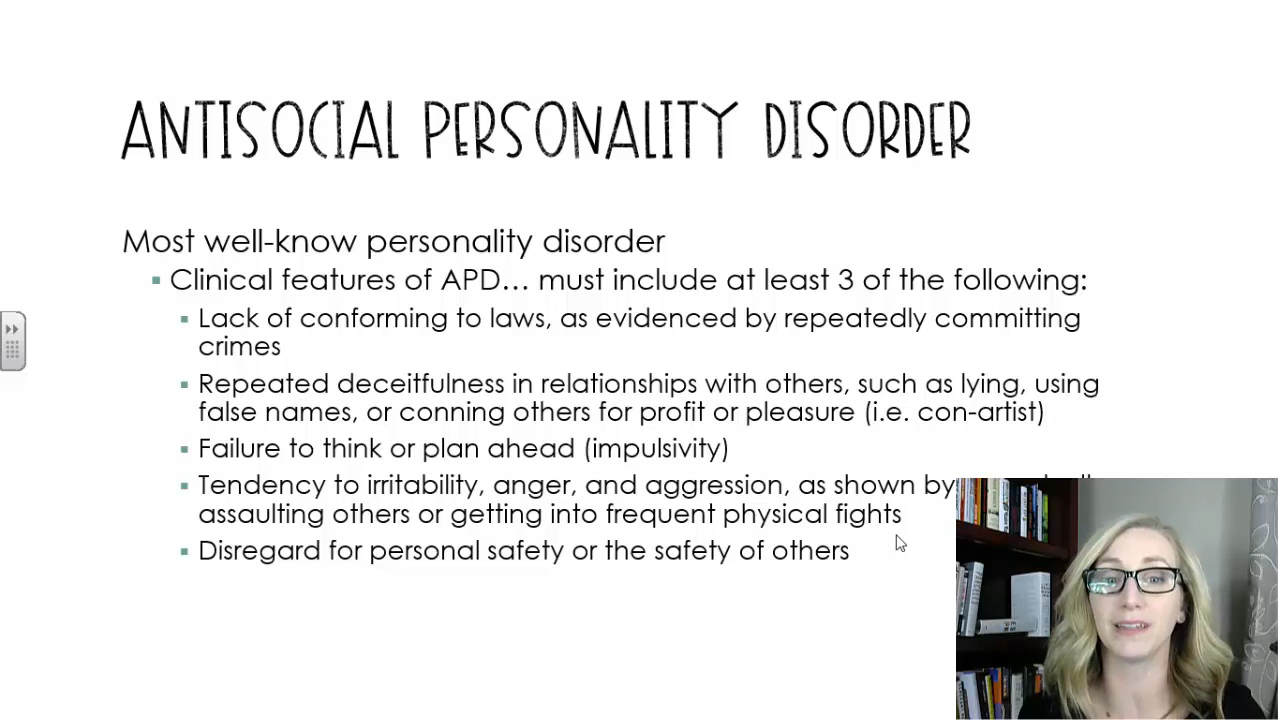 ANTISOCIAL PERSONALITY DISORDER
Most well-know personality disorder
Clinical features of APD… must include at least 3 of the following:
Lack of conforming to laws, as evidenced by repeatedly committing
crimes
Repeated deceitfulness in relationships with others, such as lying, using
false names, or conning others for profit or pleasure (i.e. con-artist)
Failure to think or plan ahead (impulsivity)
Tendency to irritability, anger, and aggression, as shown by
assaulting others or getting into frequent physical fights
Disregard for personal safety or the safety of others